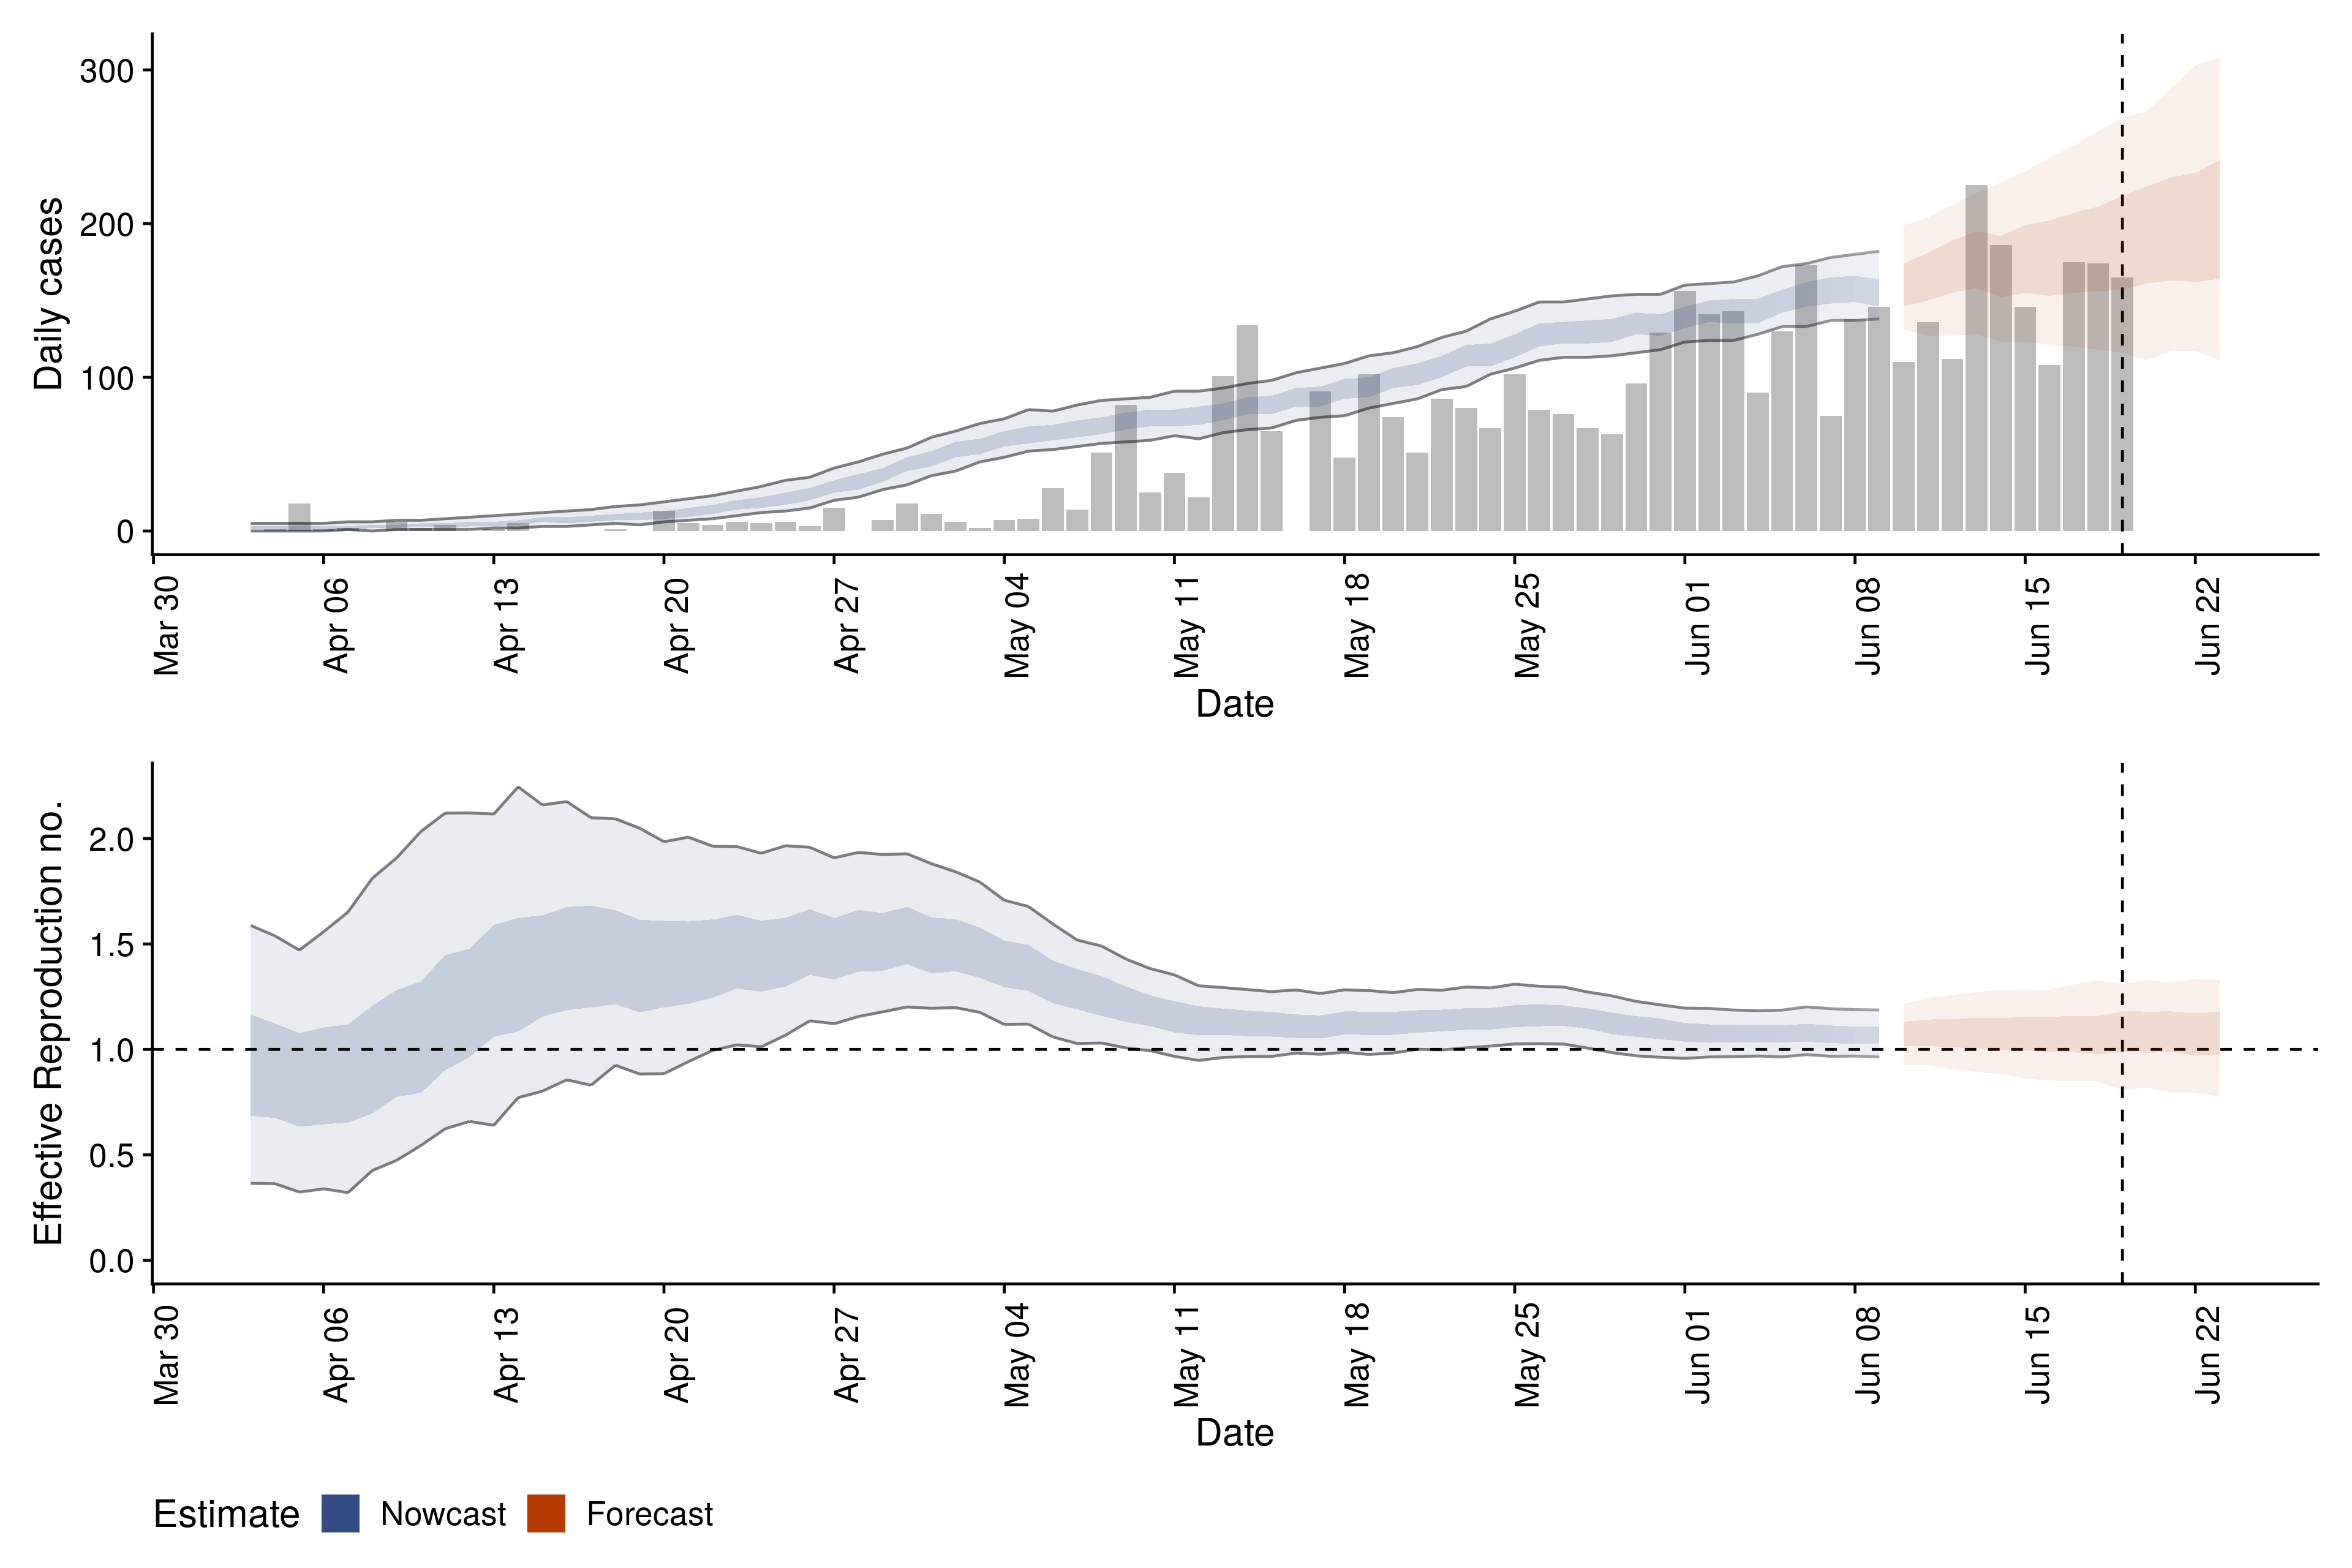 Daily cases
300
200
100
0
Mar 30
Apr 06
Apr 13
Apr 20
Apr 27
May 04
May 11
May 18
May 25
Jun 01
Jun 08
Jun 15
Jun 22
Date
Effective Reproduction no.
2.0
1.5
1.0
0.5
0.0
Mar 30
Apr 06
Apr 13
Apr 20
Apr 27
May 04
May 11
May 18
May 25
Jun 01
Jun 08
Jun 15
Jun 22
Date
Estimate Nowcast Forecast